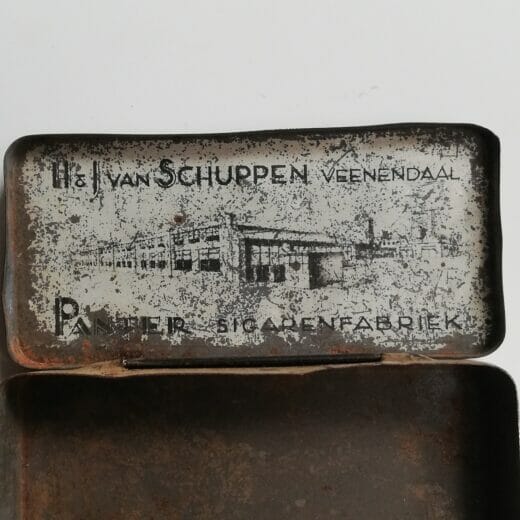 H & J VAN SCHUPPEN VEENENDAAL
PANTER SIGARENFABRIEK